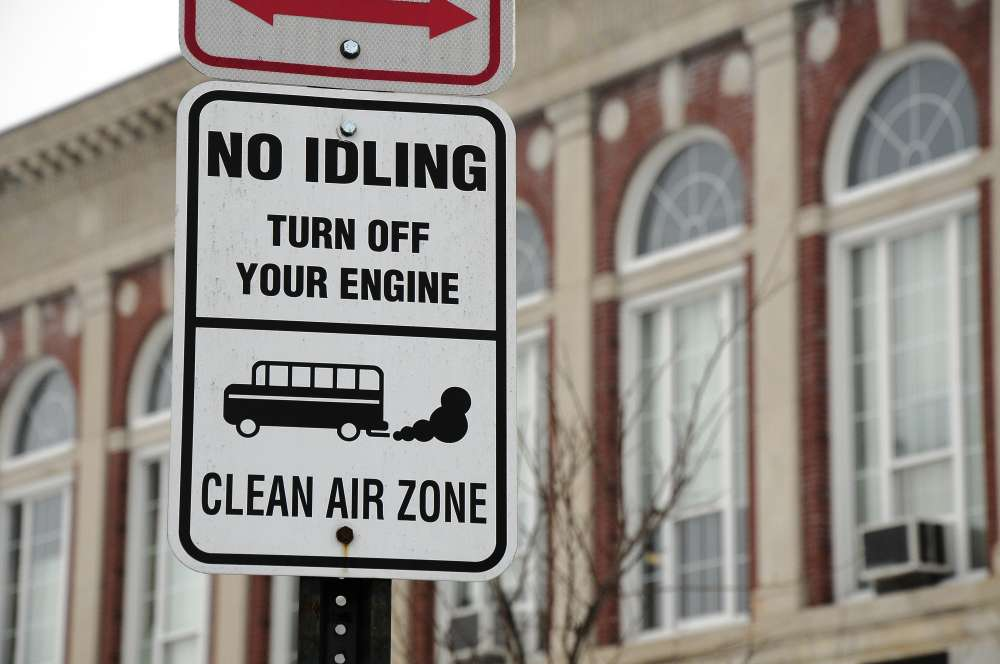 NO IDLING
TURN OFF
YOUR ENGINE
CLEAN AIR ZONE